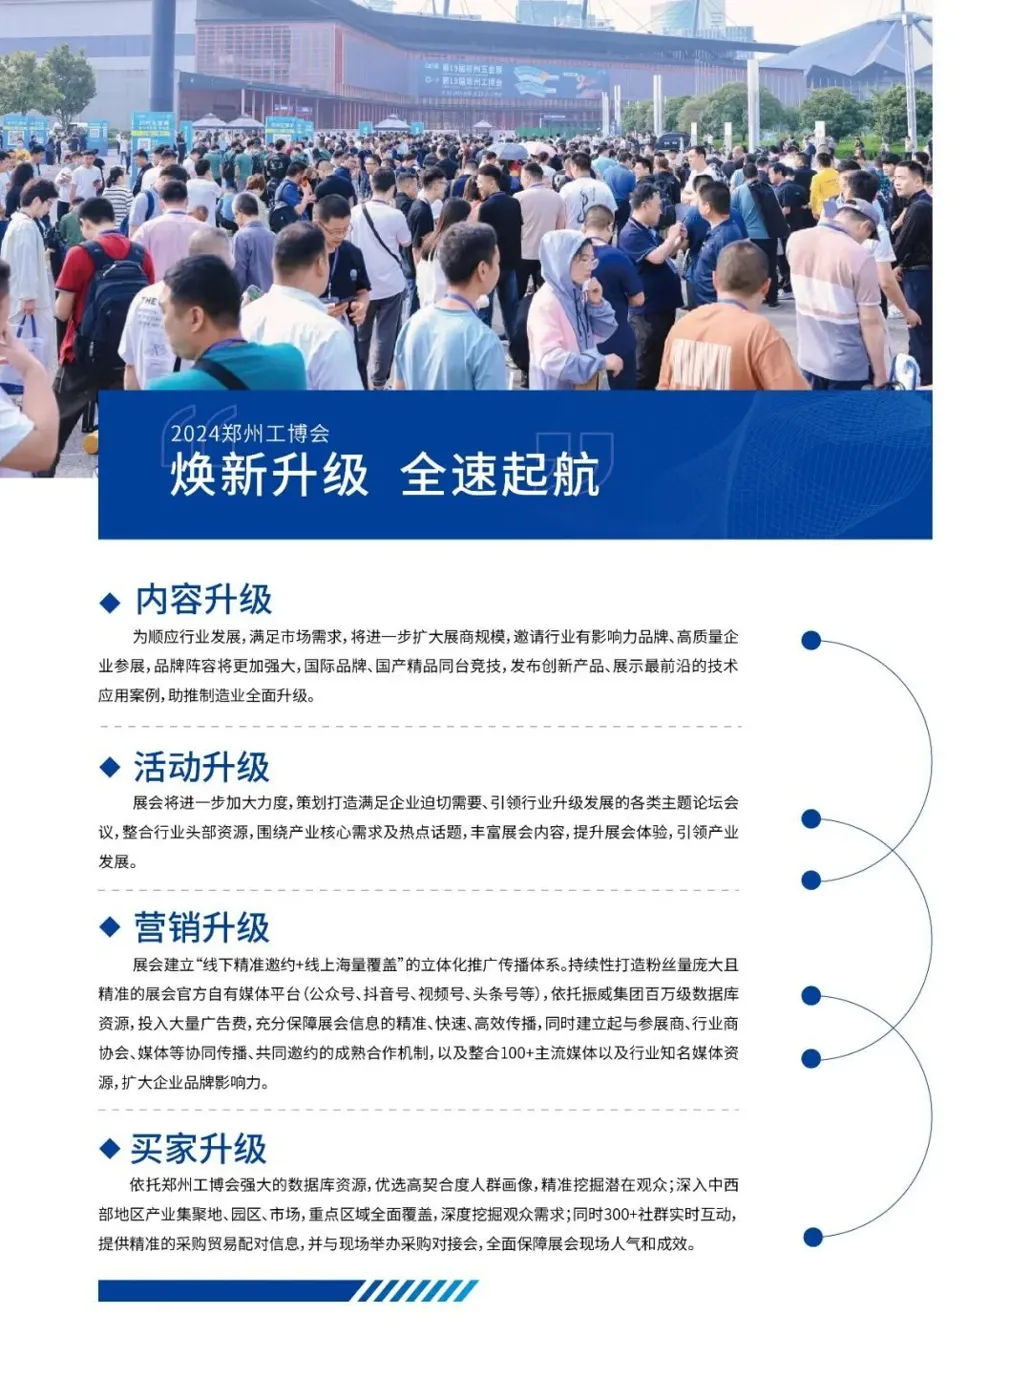 第19届郑州五金展
第19届郑州工博会
2024郑州工博会
焕新升级 全速起航
内容升级
为顺应行业发展，满足市场需求，将进一步扩大展商规模，邀请行业有影响力品牌、高质量企
业参展，品牌阵容将更加强大，国际品牌、国产精品同台竞技，发布创新产品、展示最前沿的技术
应用案例，助推制造业全面升级。
活动升级
展会将进一步加大力度，策划打造满足企业迫切需要、引领行业升级发展的各类主题论坛会
议，整合行业头部资源，围绕产业核心需求及热点话题，丰富展会内容，提升展会体验，引领产业
发展。
营销升级
展会建立“线下精准邀约+线上海量覆盖”的立体化推广传播体系。持续性打造粉丝量庞大且
精准的展会官方自有媒体平台（公众号、抖音号、视频号、头条号等），依托振威集团百万级数据库
资源，投入大量广告费，充分保障展会信息的精准、快速、高效传播，同时建立起与参展商、行业商
协会、媒体等协同传播、共同邀约的成熟合作机制，以及整合100+主流媒体以及行业知名媒体资
源，扩大企业品牌影响力。
买家升级
依托郑州工博会强大的数据库资源，优选高契合度人群画像，精准挖掘潜在观众；深入中西
部地区产业集聚地、园区、市场，重点区域全面覆盖，深度挖掘观众需求；同时300+社群实时互动，
提供精准的采购贸易配对信息，并与现场举办采购对接会，全面保障展会现场人气和成效。